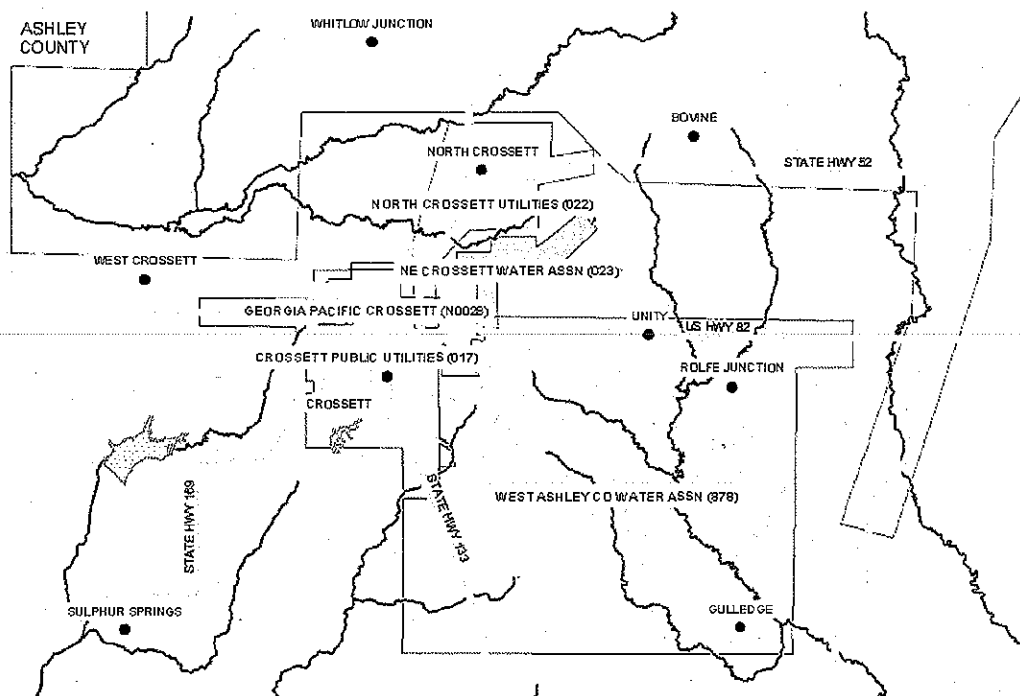 ASHLEY
COUNTY
WHITLOW JUNCTION
BOVINE
NORTH CROSSETT
STATE HWY 52
NORTH CROSSETT UTILITIES (022)
WEST CROSSETT
NE CROSSETT WATER ASSN (023)
GEORGIA PACIFIC CROSSETT (N0028)
UNITY
US HWY 82
CROSSETT PUBLIC UTILITIES (017)
ROLFE JUNCTION
CROSSETT
WEST ASHLEY CO WATER ASSN (878)
STATE HWY 169
STATE HWY 133
SULPHUR SPRINGS
GULLEDGE